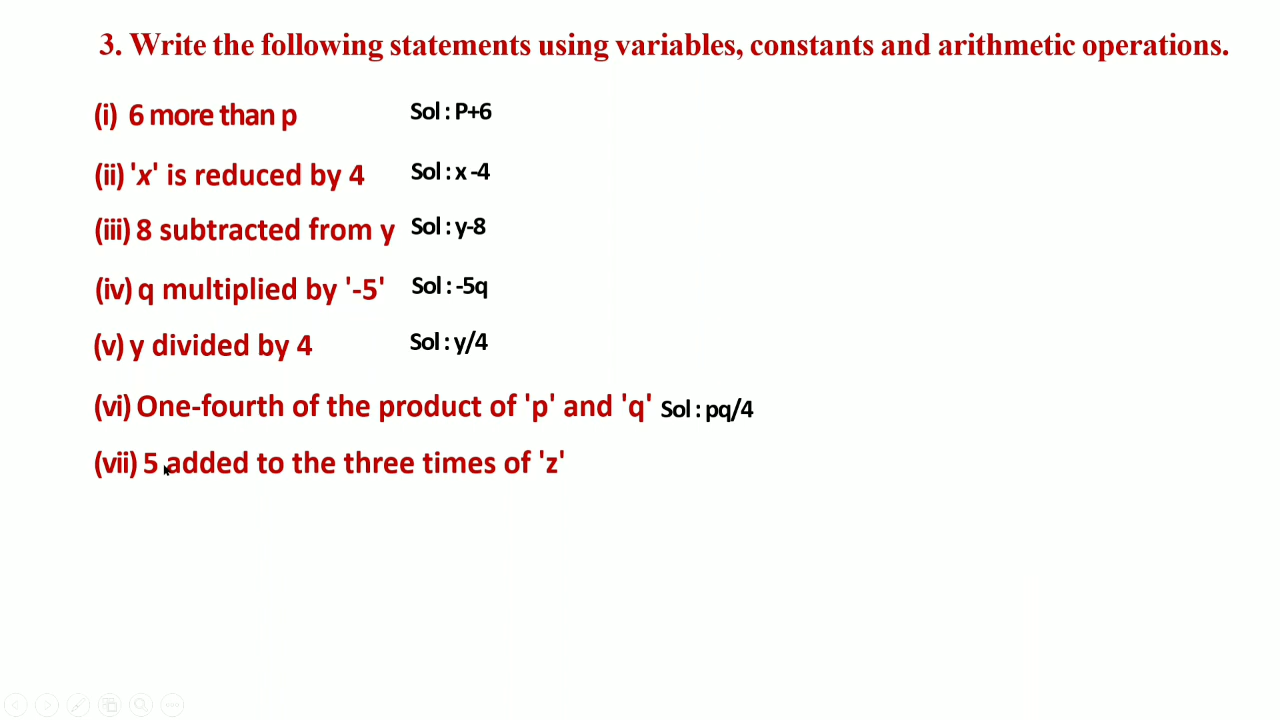 3. Write the following statements using variables, constants and arithmetic operations.
(i) 6 more than p Sol : P+6
(ii) 'x' is reduced by 4 Sol : x -4
(iii) 8 subtracted from y Sol : y-8
(iv) q multiplied by '-5' Sol : -5q
(v) y divided by 4 Sol : y/4
(vi) One-fourth of the product of 'p' and 'q' Sol : pq/4
(vii) 5 added to the three times of 'z'